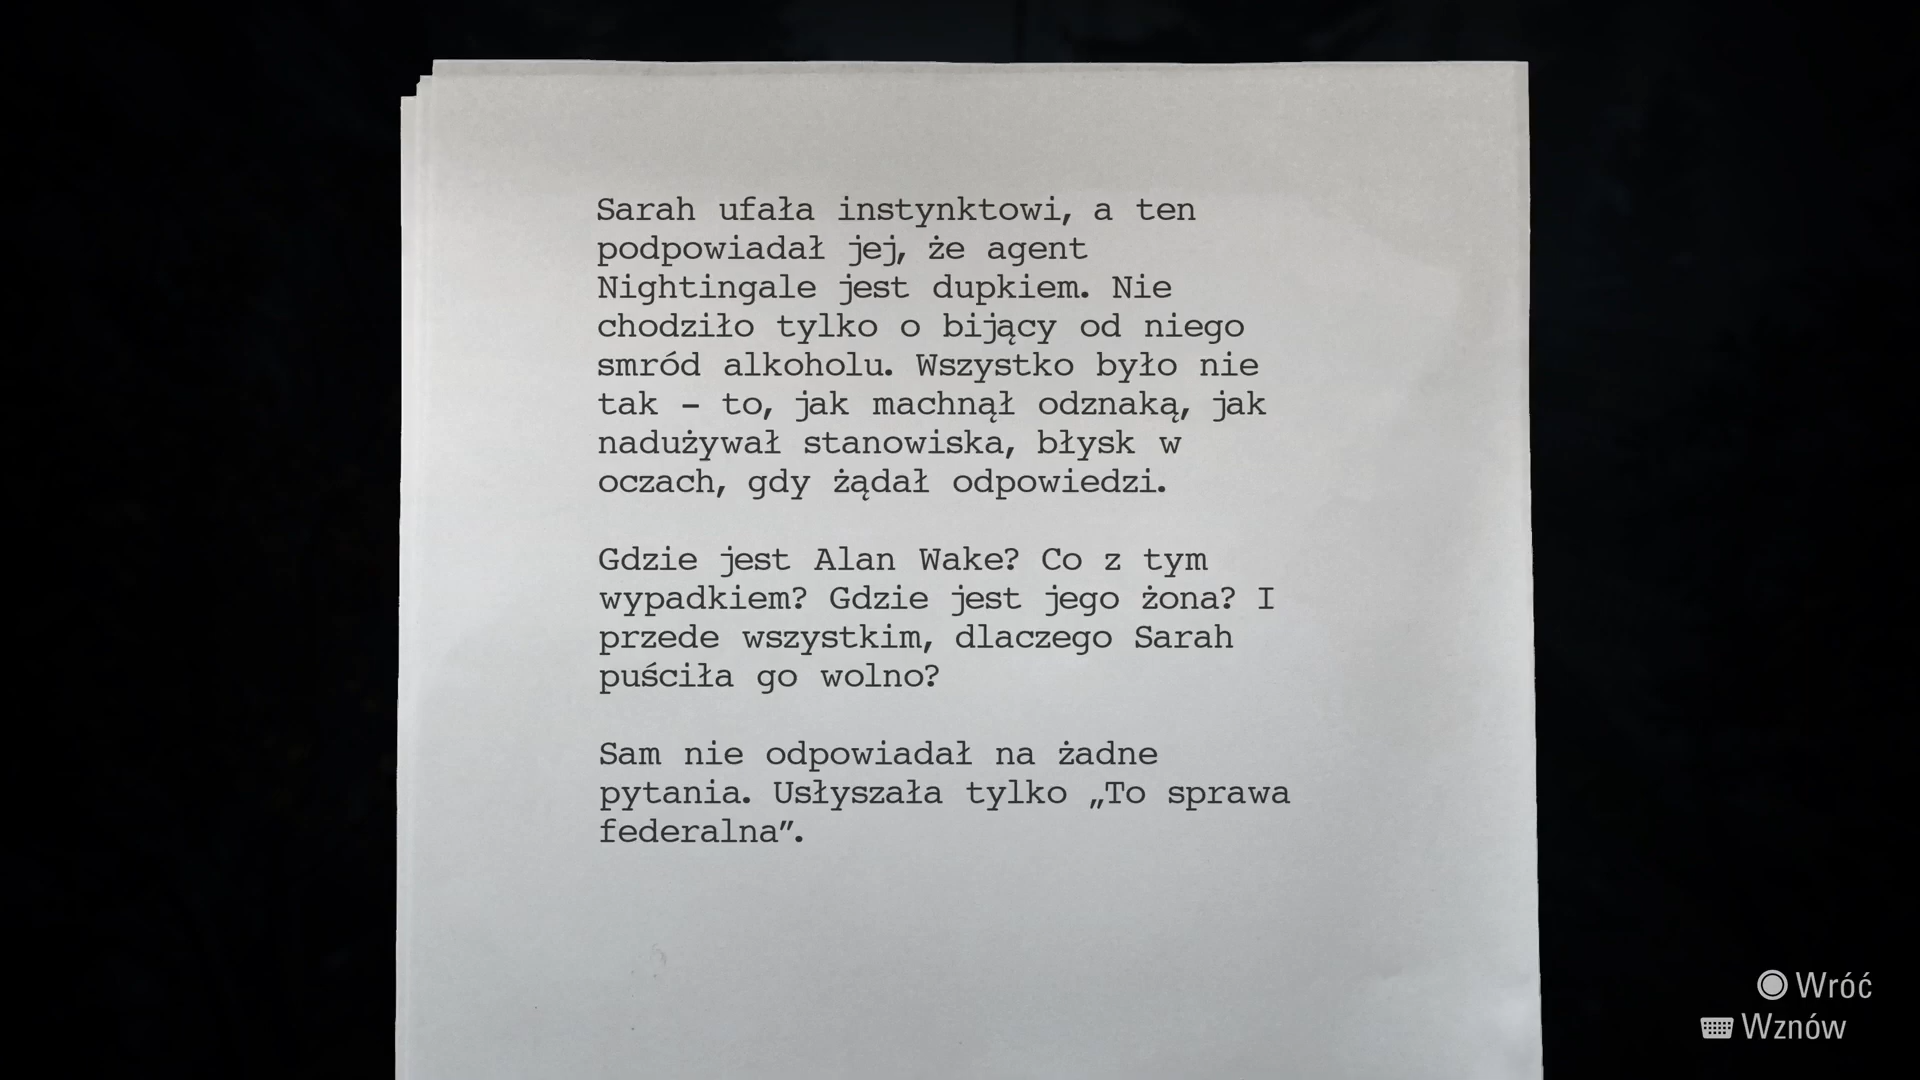 Sarah ufała instynktowi, a ten
podpowiadał jej, że agent
Nightingale jest dupkiem. Nie
chodziło tylko o bijący od niego
smród alkoholu. Wszystko było nie
tak – to, jak machnął odznaką, jak
nadużywał stanowiska, błysk w
oczach, gdy żądał odpowiedzi.

Gdzie jest Alan Wake? Co z tym
wypadkiem? Gdzie jest jego żona? I
przede wszystkim, dlaczego Sarah
puściła go wolno?

Sam nie odpowiadał na żadne
pytania. Usłyszała tylko „To sprawa
federalna”.

Wróć
Wznów